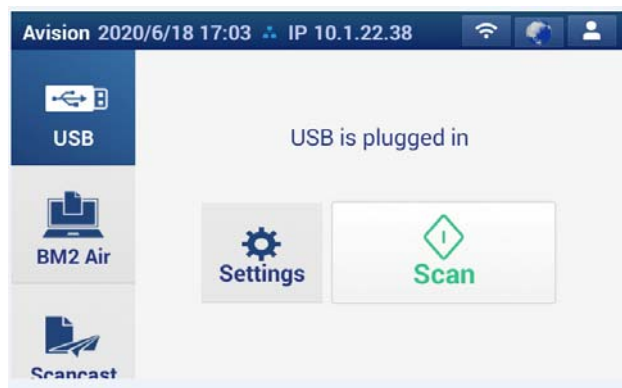 Avision 2020/6/18 17:03 IP 10.1.22.38
USB
USB is plugged in
BM2 Air
Settings
Scan
Scancast